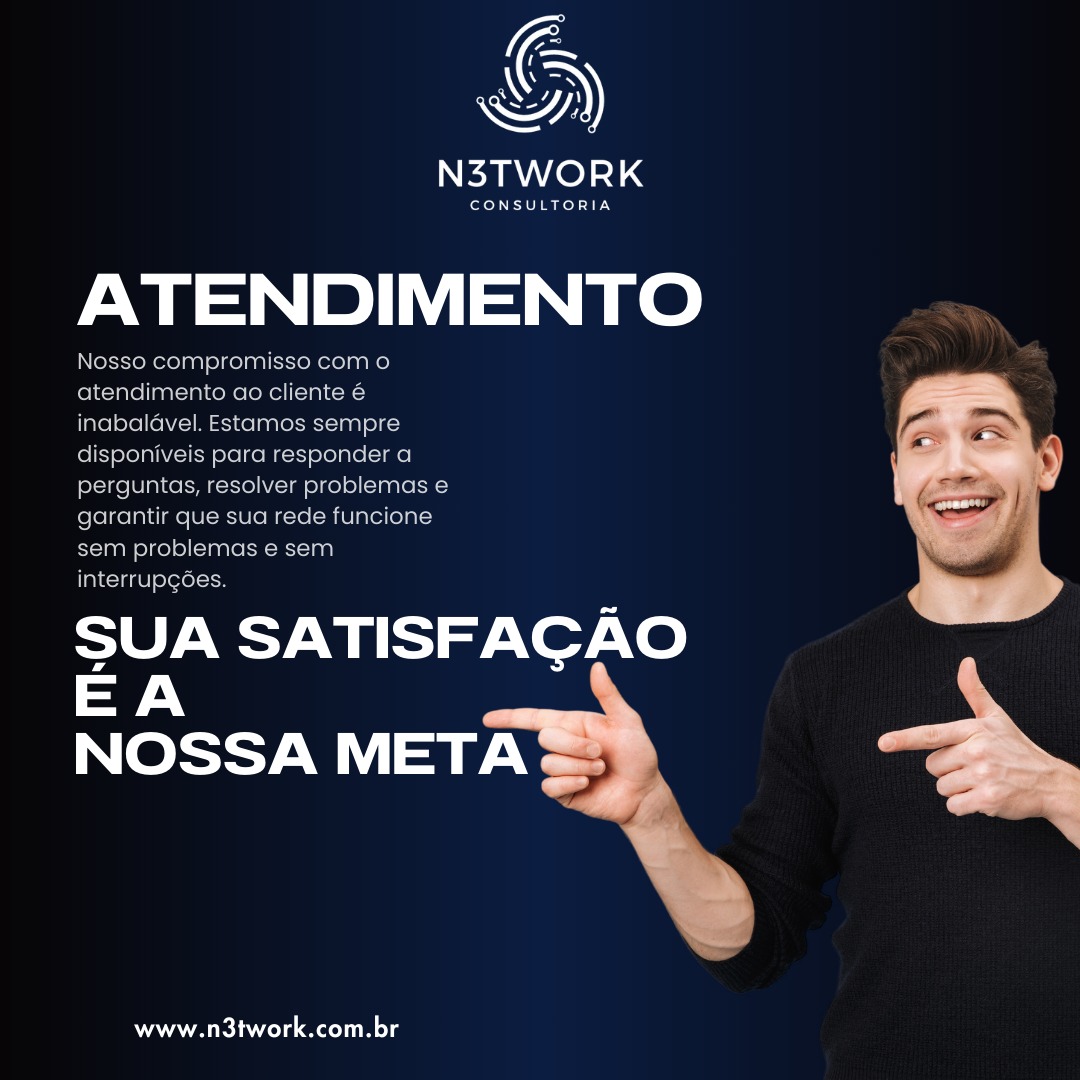 N3TWORK
CONSULTORIA
ATENDIMENTO
Nosso compromisso com o
atendimento ao cliente é
inabalável. Estamos sempre
disponíveis para responder a
perguntas, resolver problemas e
garantir que sua rede funcione
sem problemas e sem
interrupções.
SUA SATISFAÇÃO
É A
NOSSA META
www.n3twork.com.br